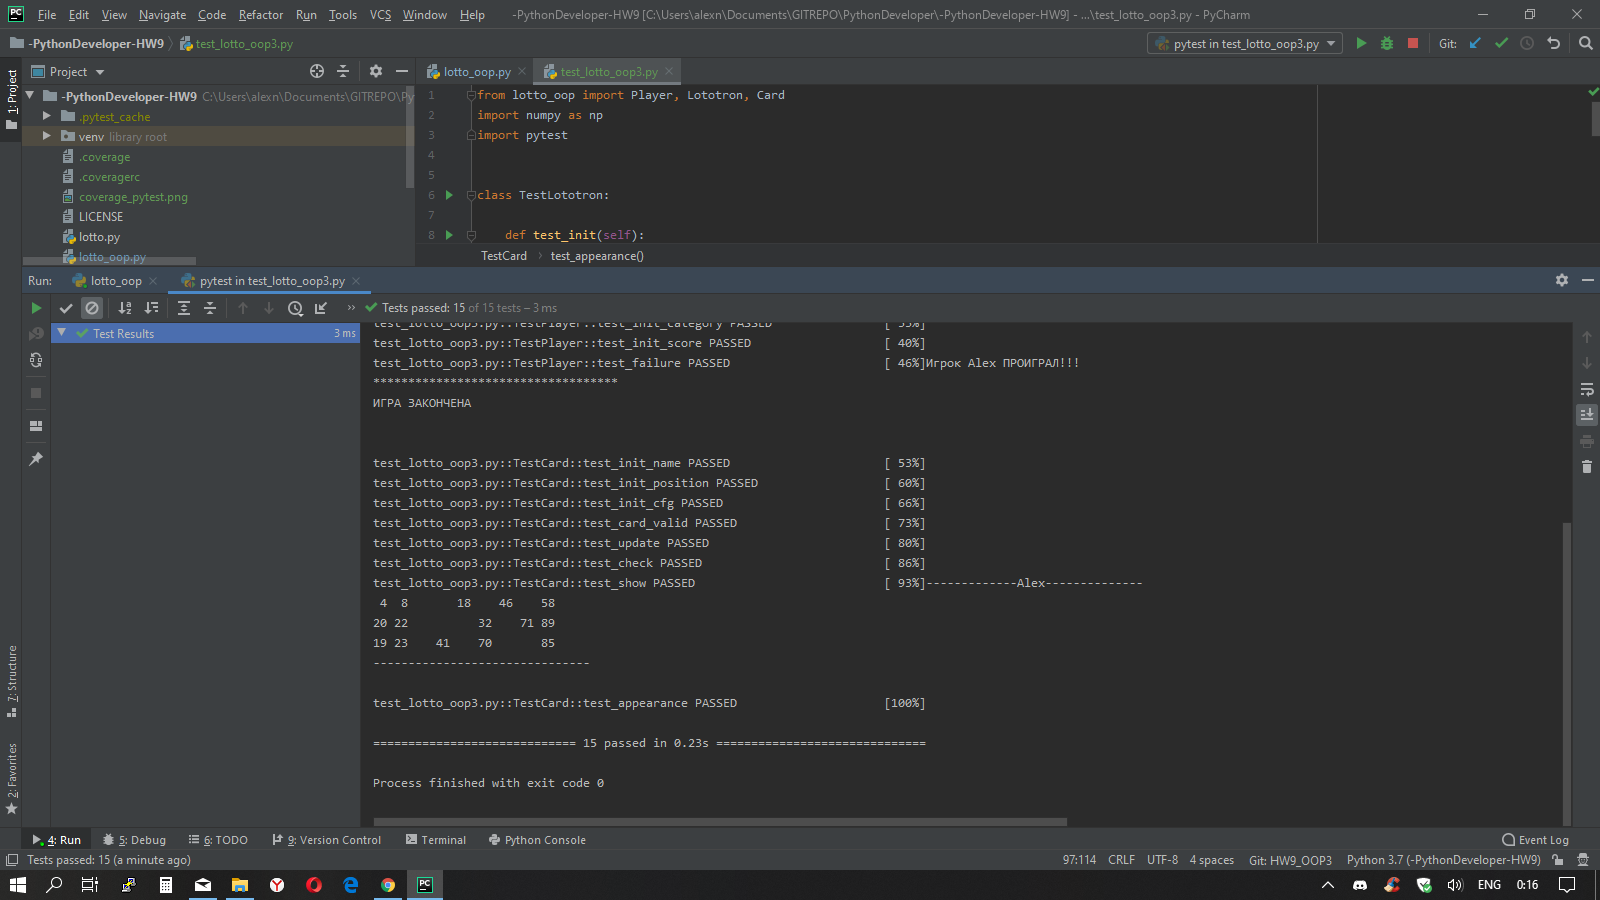 PC File Edit View Navigate Code Refactor Run Tools VCS Window Help -PythonDeveloper-HW9 [C:\Users\alexn\Documents\GITREPO\PythonDeveloper\-PythonDeveloper-HW9] - ...\test_lotto_oop3.py - PyCharm
-PythonDeveloper-HW9 test_lotto_oop3.py pytest in test_lotto_oop3.py Git:
1: Project
Project
-PythonDeveloper-HW9 C:\Users\alexn\Documents\GITREPO\Py
.pytest_cache
venv library root
.coverage
.coveragerc
coverage_pytest.png
LICENSE
lotto.py
lotto_oop.py
lotto_oop.py test_lotto_oop3.py
1 from lotto_oop import Player, Lototron, Card
2 import numpy as np
3 import pytest
4
5
6 class TestLototron:
7
8 def test_init(self):
TestCard test_appearance()
Run: lotto_oop pytest in test_lotto_oop3.py
Tests passed: 15 of 15 tests – 3 ms
Test Results 3 ms
test_lotto_oop3.py::TestPlayer::test_init_category PASSED [ 33%]
test_lotto_oop3.py::TestPlayer::test_init_score PASSED [ 40%]
test_lotto_oop3.py::TestPlayer::test_failure PASSED [ 46%]Игрок Alex ПРОИГРАЛ!!!
***********************************
ИГРА ЗАКОНЧЕНА
test_lotto_oop3.py::TestCard::test_init_name PASSED [ 53%]
test_lotto_oop3.py::TestCard::test_init_position PASSED [ 60%]
test_lotto_oop3.py::TestCard::test_init_cfg PASSED [ 66%]
test_lotto_oop3.py::TestCard::test_card_valid PASSED [ 73%]
test_lotto_oop3.py::TestCard::test_update PASSED [ 80%]
test_lotto_oop3.py::TestCard::test_check PASSED [ 86%]
test_lotto_oop3.py::TestCard::test_show PASSED [ 93%]-------------Alex--------------
4 8 18 46 58
20 22 32 71 89
19 23 41 70 85
-------------------------------
test_lotto_oop3.py::TestCard::test_appearance PASSED [100%]
============================= 15 passed in 0.23s ==============================
Process finished with exit code 0
7: Structure
2: Favorites
4: Run 5: Debug 6: TODO 9: Version Control Terminal Python Console Event Log
Tests passed: 15 (a minute ago) 97:114 CRLF UTF-8 4 spaces Git: HW9_OOP3 Python 3.7 (-PythonDeveloper-HW9)
PC ENG 0:16